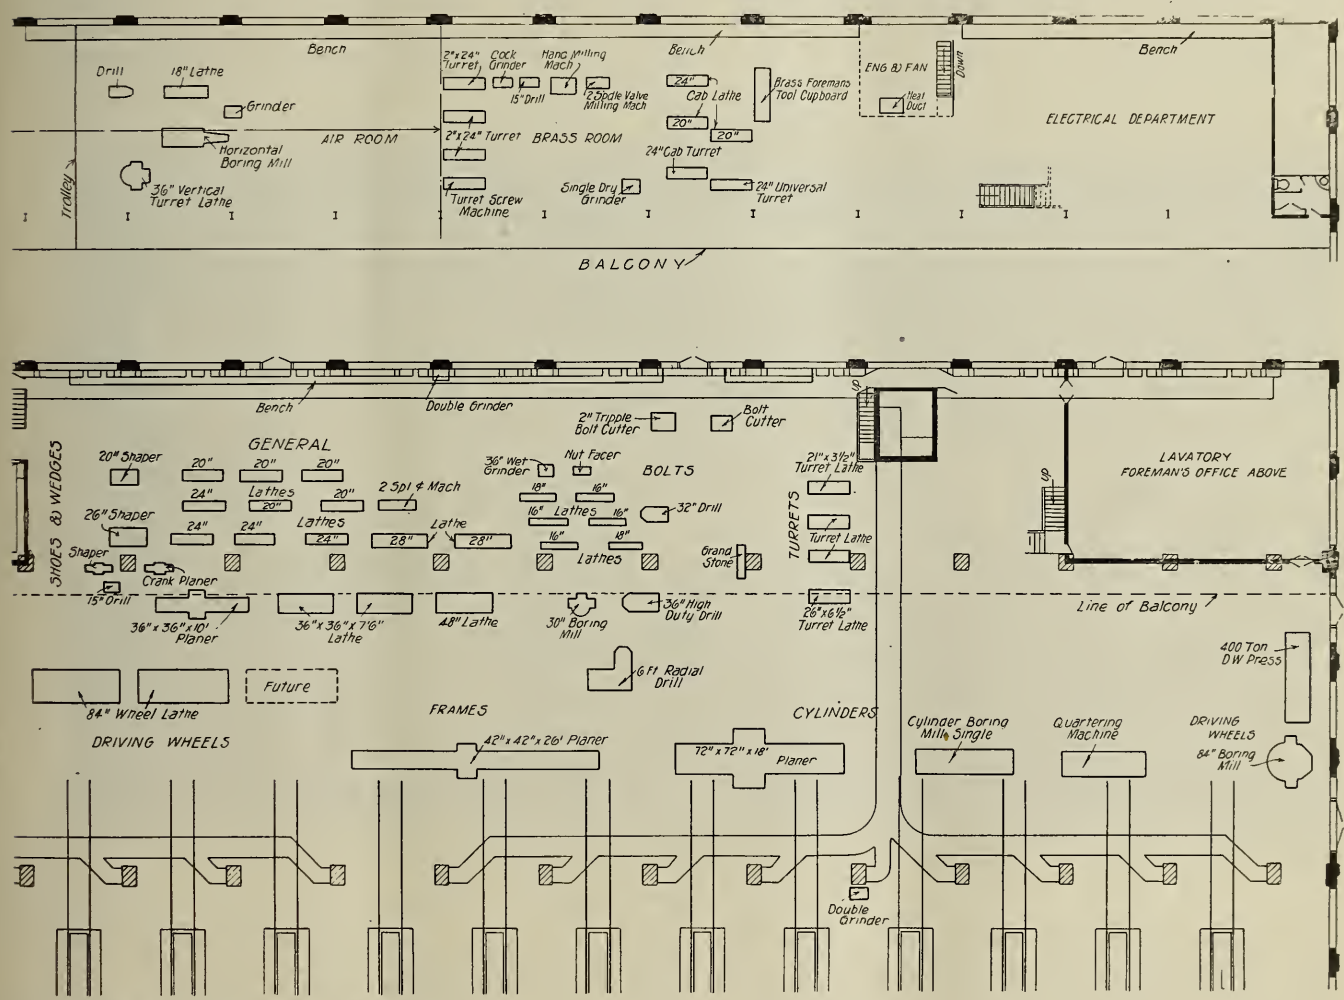 Bench
Bench
Bench
Drill
18" Lathe
Grinder
Horizontal
Boring Mill
36" Vertical
Turret Lathe
Trolley
AIR ROOM
2"x24"
Turret
Cock
Grinder
15" Drill
Hand Milling
Mach
2 Spdle Valve
Milling Mach
2"x24" Turret
BRASS ROOM
Turret Screw
Machine
24"
Cab Lathe
20"
20"
Brass Foremans
Tool Cupboard
24" Cab Turret
Single Dry
Grinder
24" Universal
Turret
ENG & FAN
Heat
Duct
Down
ELECTRICAL DEPARTMENT
BALCONY
Bench
Double Grinder
UP
SHOES & WEDGES
GENERAL
20" Shaper
20"
20"
20"
24"
Lathes
20"
20"
2 Spl ¢ Mach
26" Shaper
24"
24"
Lathes
24"
28"
Lathe
28"
Shaper
Crank Planer
15" Drill
36"x36"x10'
Planer
36"x36"x7'6"
Lathe
48" Lathe
2" Tripple
Bolt Cutter
Bolt
Cutter
36" Wet
Grinder
Nut Facer
BOLTS
18"
16"
16"
Lathes
16"
16"
18"
Lathes
32" Drill
Grand
Stone
30" Boring
Mill
36" High
Duty Drill
TURRETS
21"x3½"
Turret Lathe
Turret Lathe
26"x6½"
Turret Lathe
UP
LAVATORY
FOREMAN'S OFFICE ABOVE
Line of Balcony
84" Wheel Lathe
Future
DRIVING WHEELS
FRAMES
6 Ft Radial
Drill
42"x42"x26' Planer
CYLINDERS
72"x72"x18'
Planer
Cylinder Boring
Mill, Single
Quartering
Machine
400 Ton
DW Press
DRIVING
WHEELS
84" Boring
Mill
Double
Grinder